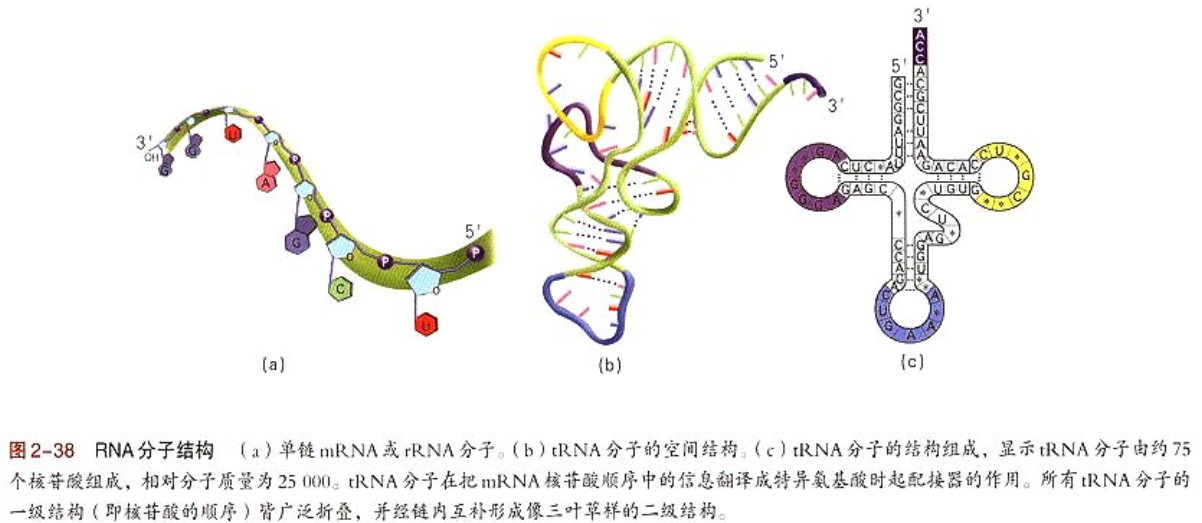 3'
OH
G
G
U
A
G
C
U
P
P
P
P
5'
(a)
5'
3'
(b)
3'
5'
(c)
图2-38 RNA分子结构 (a)单链mRNA或rRNA分子。(b)tRNA分子的空间结构。(c)tRNA分子的结构组成,显示tRNA分子由约75
个核苷酸组成,相对分子质量为25 000。tRNA分子在把mRNA核苷酸顺序中的信息翻译成特异氨基酸时起配接器的作用。所有tRNA分子的
一级结构(即核苷酸的顺序)皆广泛折叠,并经链内互补形成像三叶草样的二级结构。